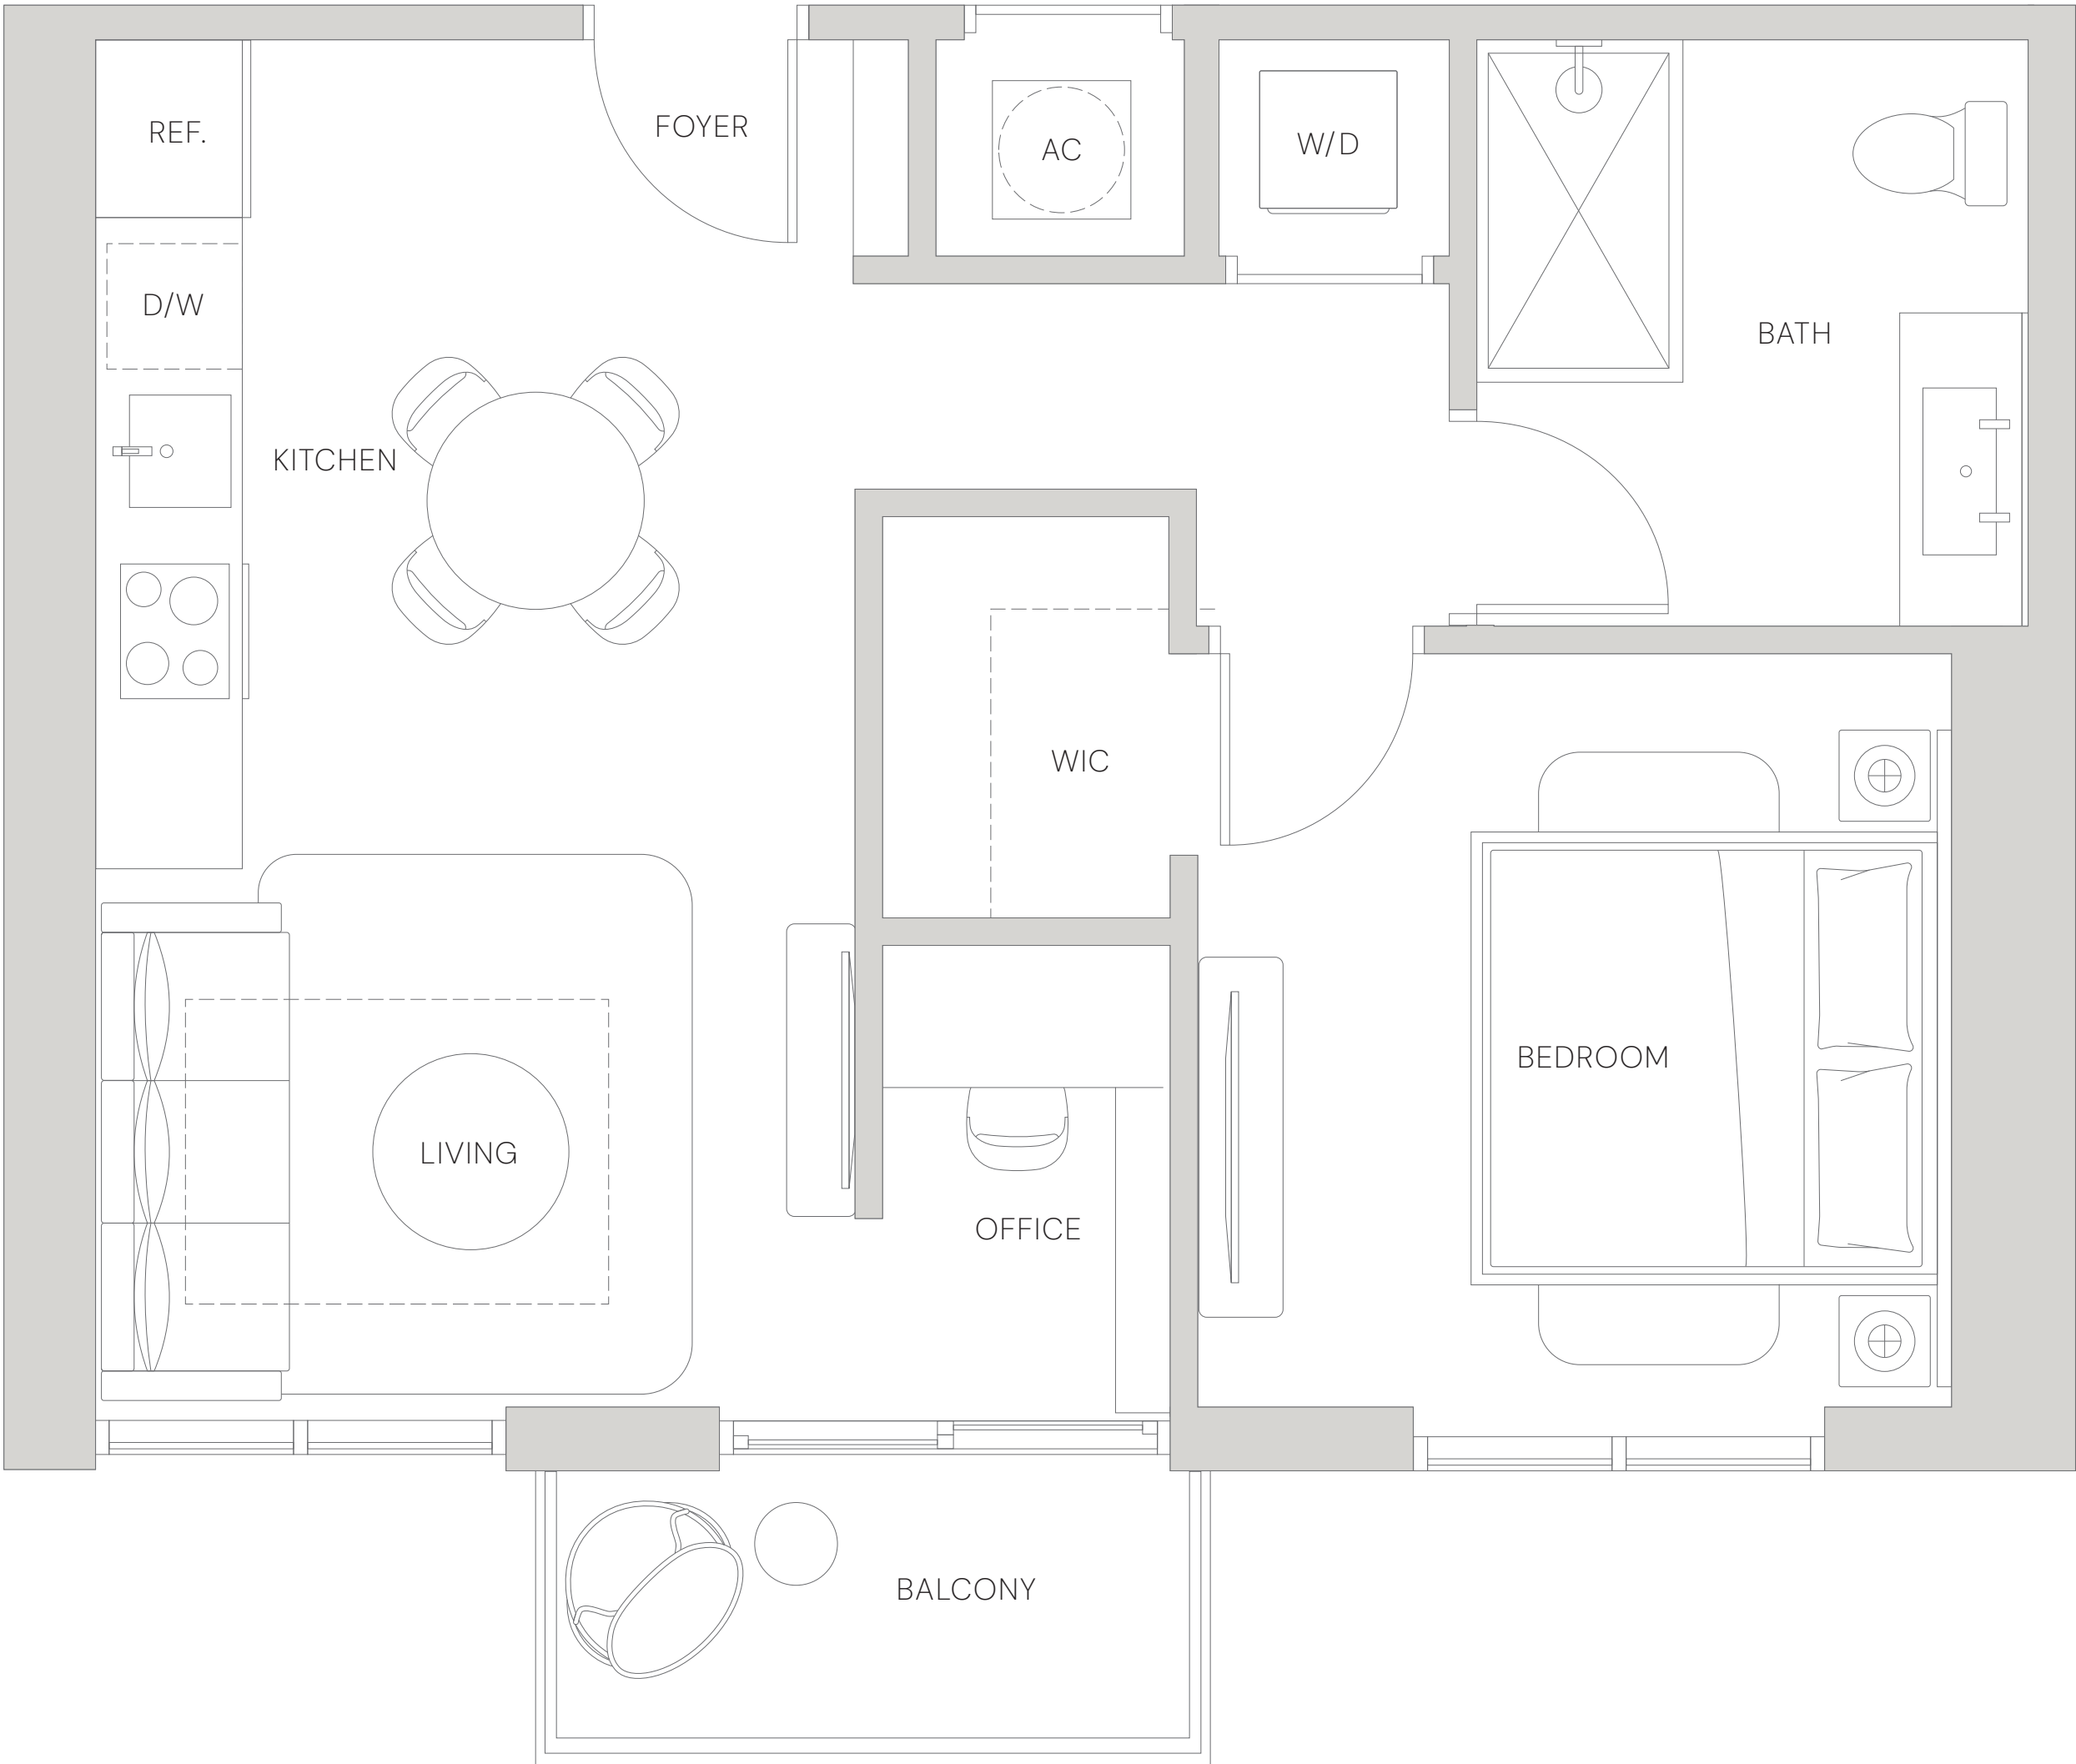 REF.
FOYER
AC
W/D
D/W
BATH
KITCHEN
WIC
BEDROOM
LIVING
OFFICE
BALCONY